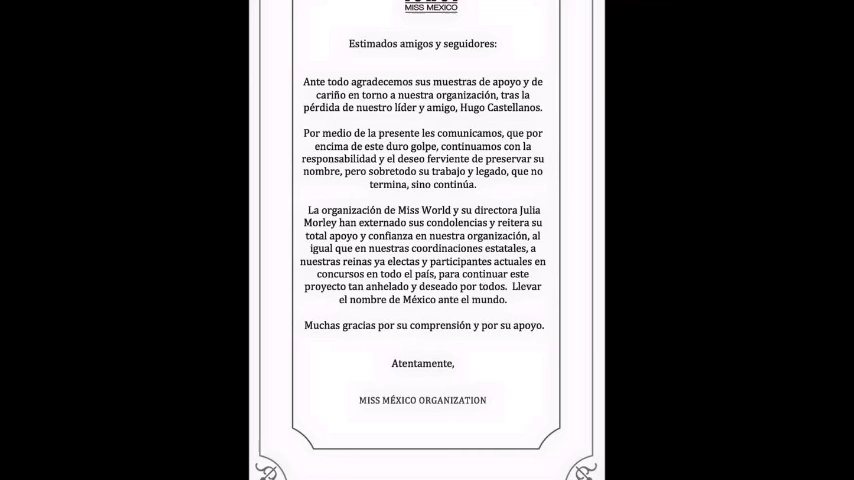 MISS MEXICO
Estimados amigos y seguidores:
Ante todo agradecemos sus muestras de apoyo y de
cariño en torno a nuestra organización, tras la
pérdida de nuestro líder y amigo, Hugo Castellanos.
Por medio de la presente les comunicamos, que por
encima de este duro golpe, continuamos con la
responsabilidad y el deseo ferviente de preservar su
nombre, pero sobretodo su trabajo y legado, que no
termina, sino continúa.
La organización de Miss World y su directora Julia
Morley han externado sus condolencias y reitera su
total apoyo y confianza en nuestra organización, al
igual que en nuestras coordinaciones estatales, a
nuestras reinas ya electas y participantes actuales en
concursos en todo el país, para continuar este
proyecto tan anhelado y deseado por todos. Llevar
el nombre de México ante el mundo.
Muchas gracias por su comprensión y por su apoyo.
Atentamente,
MISS MÉXICO ORGANIZATION